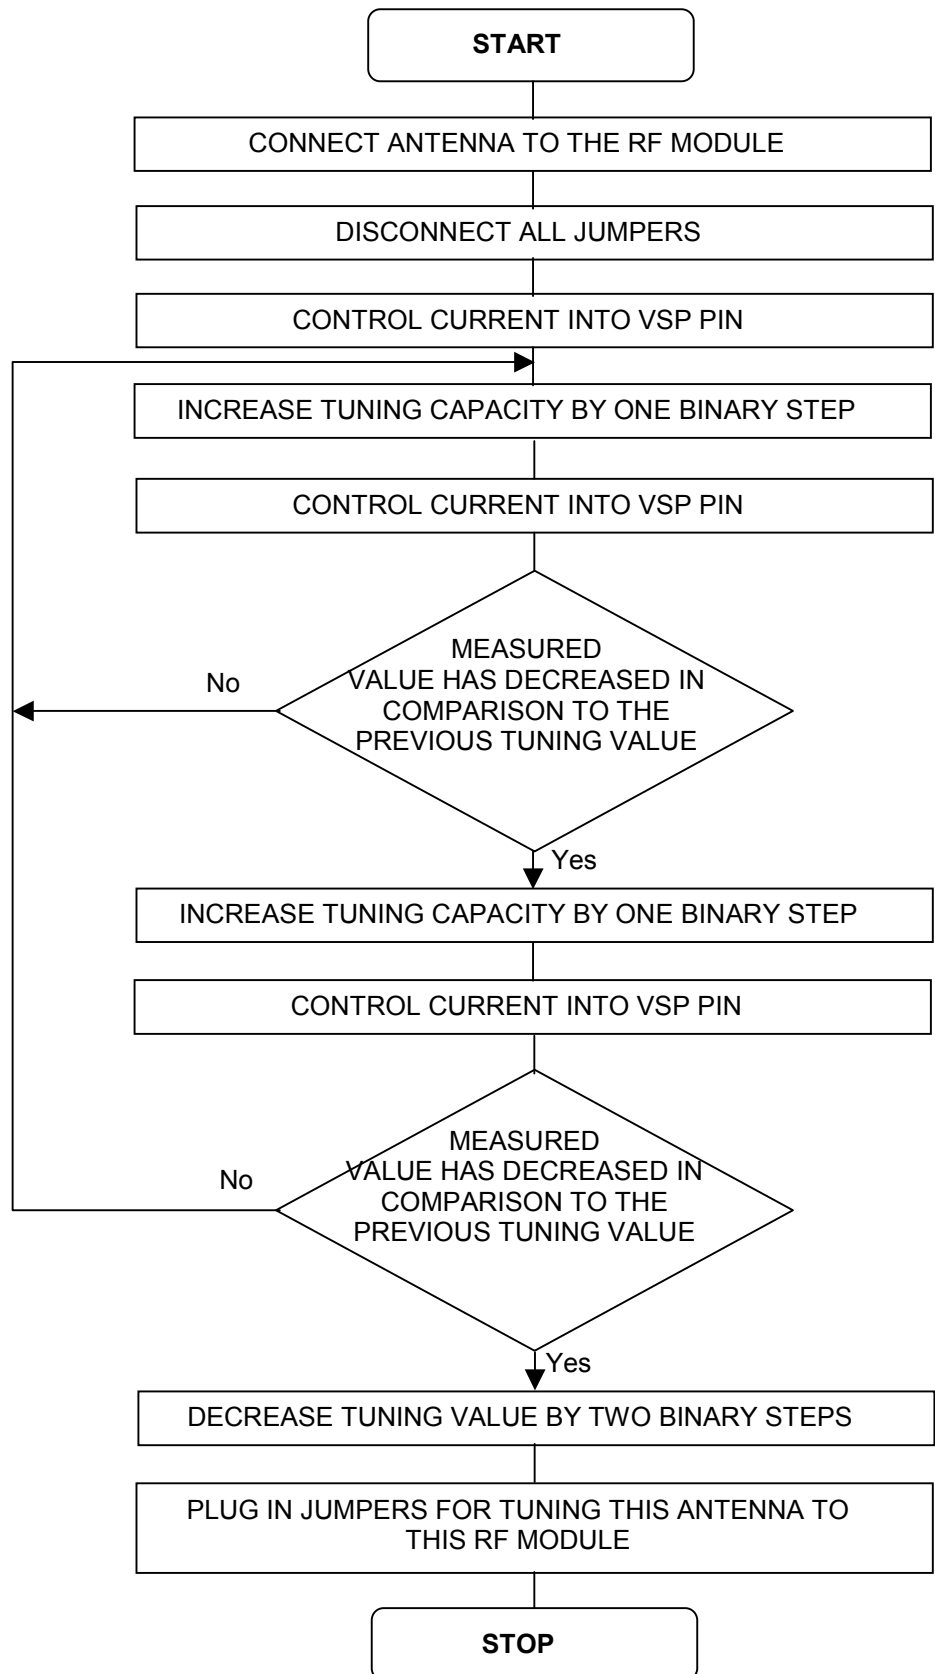 START
CONNECT ANTENNA TO THE RF MODULE
DISCONNECT ALL JUMPERS
CONTROL CURRENT INTO VSP PIN
INCREASE TUNING CAPACITY BY ONE BINARY STEP
CONTROL CURRENT INTO VSP PIN
MEASURED
VALUE HAS DECREASED IN
COMPARISON TO THE
PREVIOUS TUNING VALUE
No
Yes
INCREASE TUNING CAPACITY BY ONE BINARY STEP
CONTROL CURRENT INTO VSP PIN
MEASURED
VALUE HAS DECREASED IN
COMPARISON TO THE
PREVIOUS TUNING VALUE
No
Yes
DECREASE TUNING VALUE BY TWO BINARY STEPS
PLUG IN JUMPERS FOR TUNING THIS ANTENNA TO
THIS RF MODULE
STOP